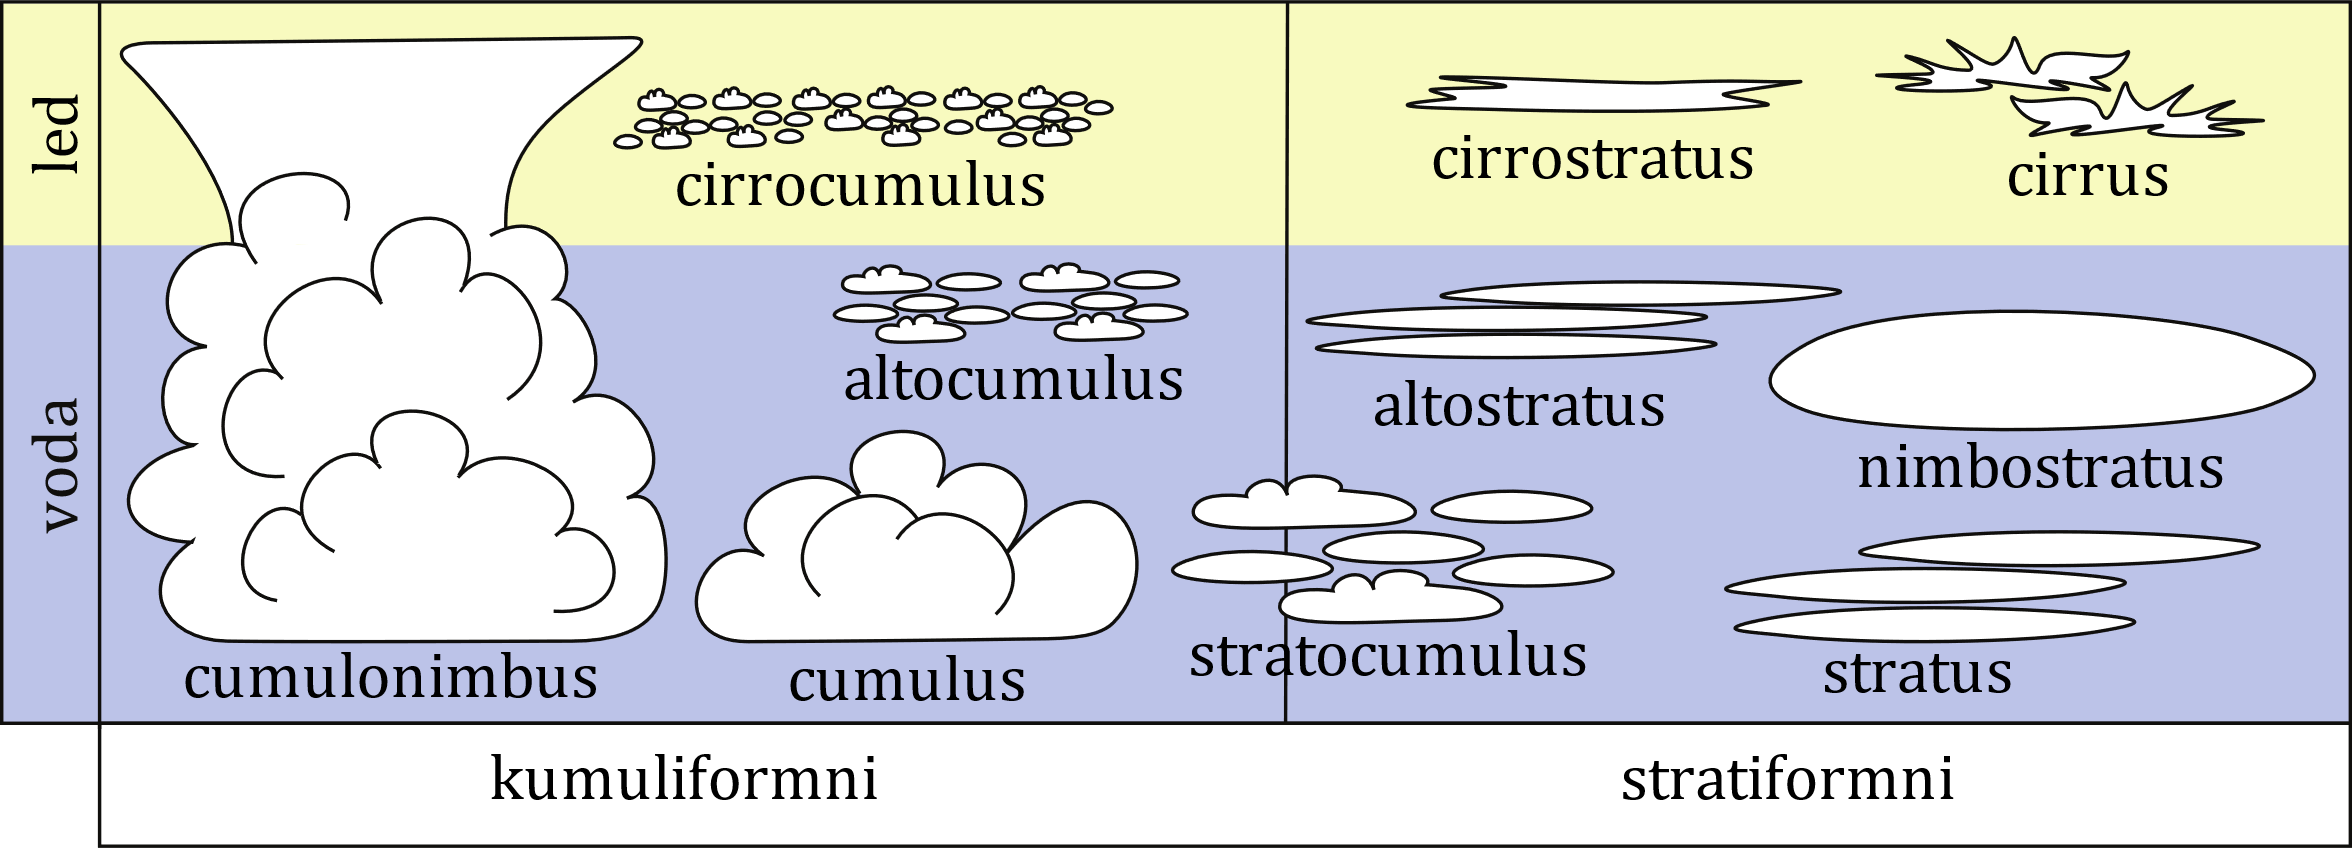 led
cirrocumulus
cirrostratus
cirrus
voda
altocumulus
altostratus
nimbostratus
cumulonimbus
cumulus
stratocumulus
stratus
kumuliformni
stratiformni